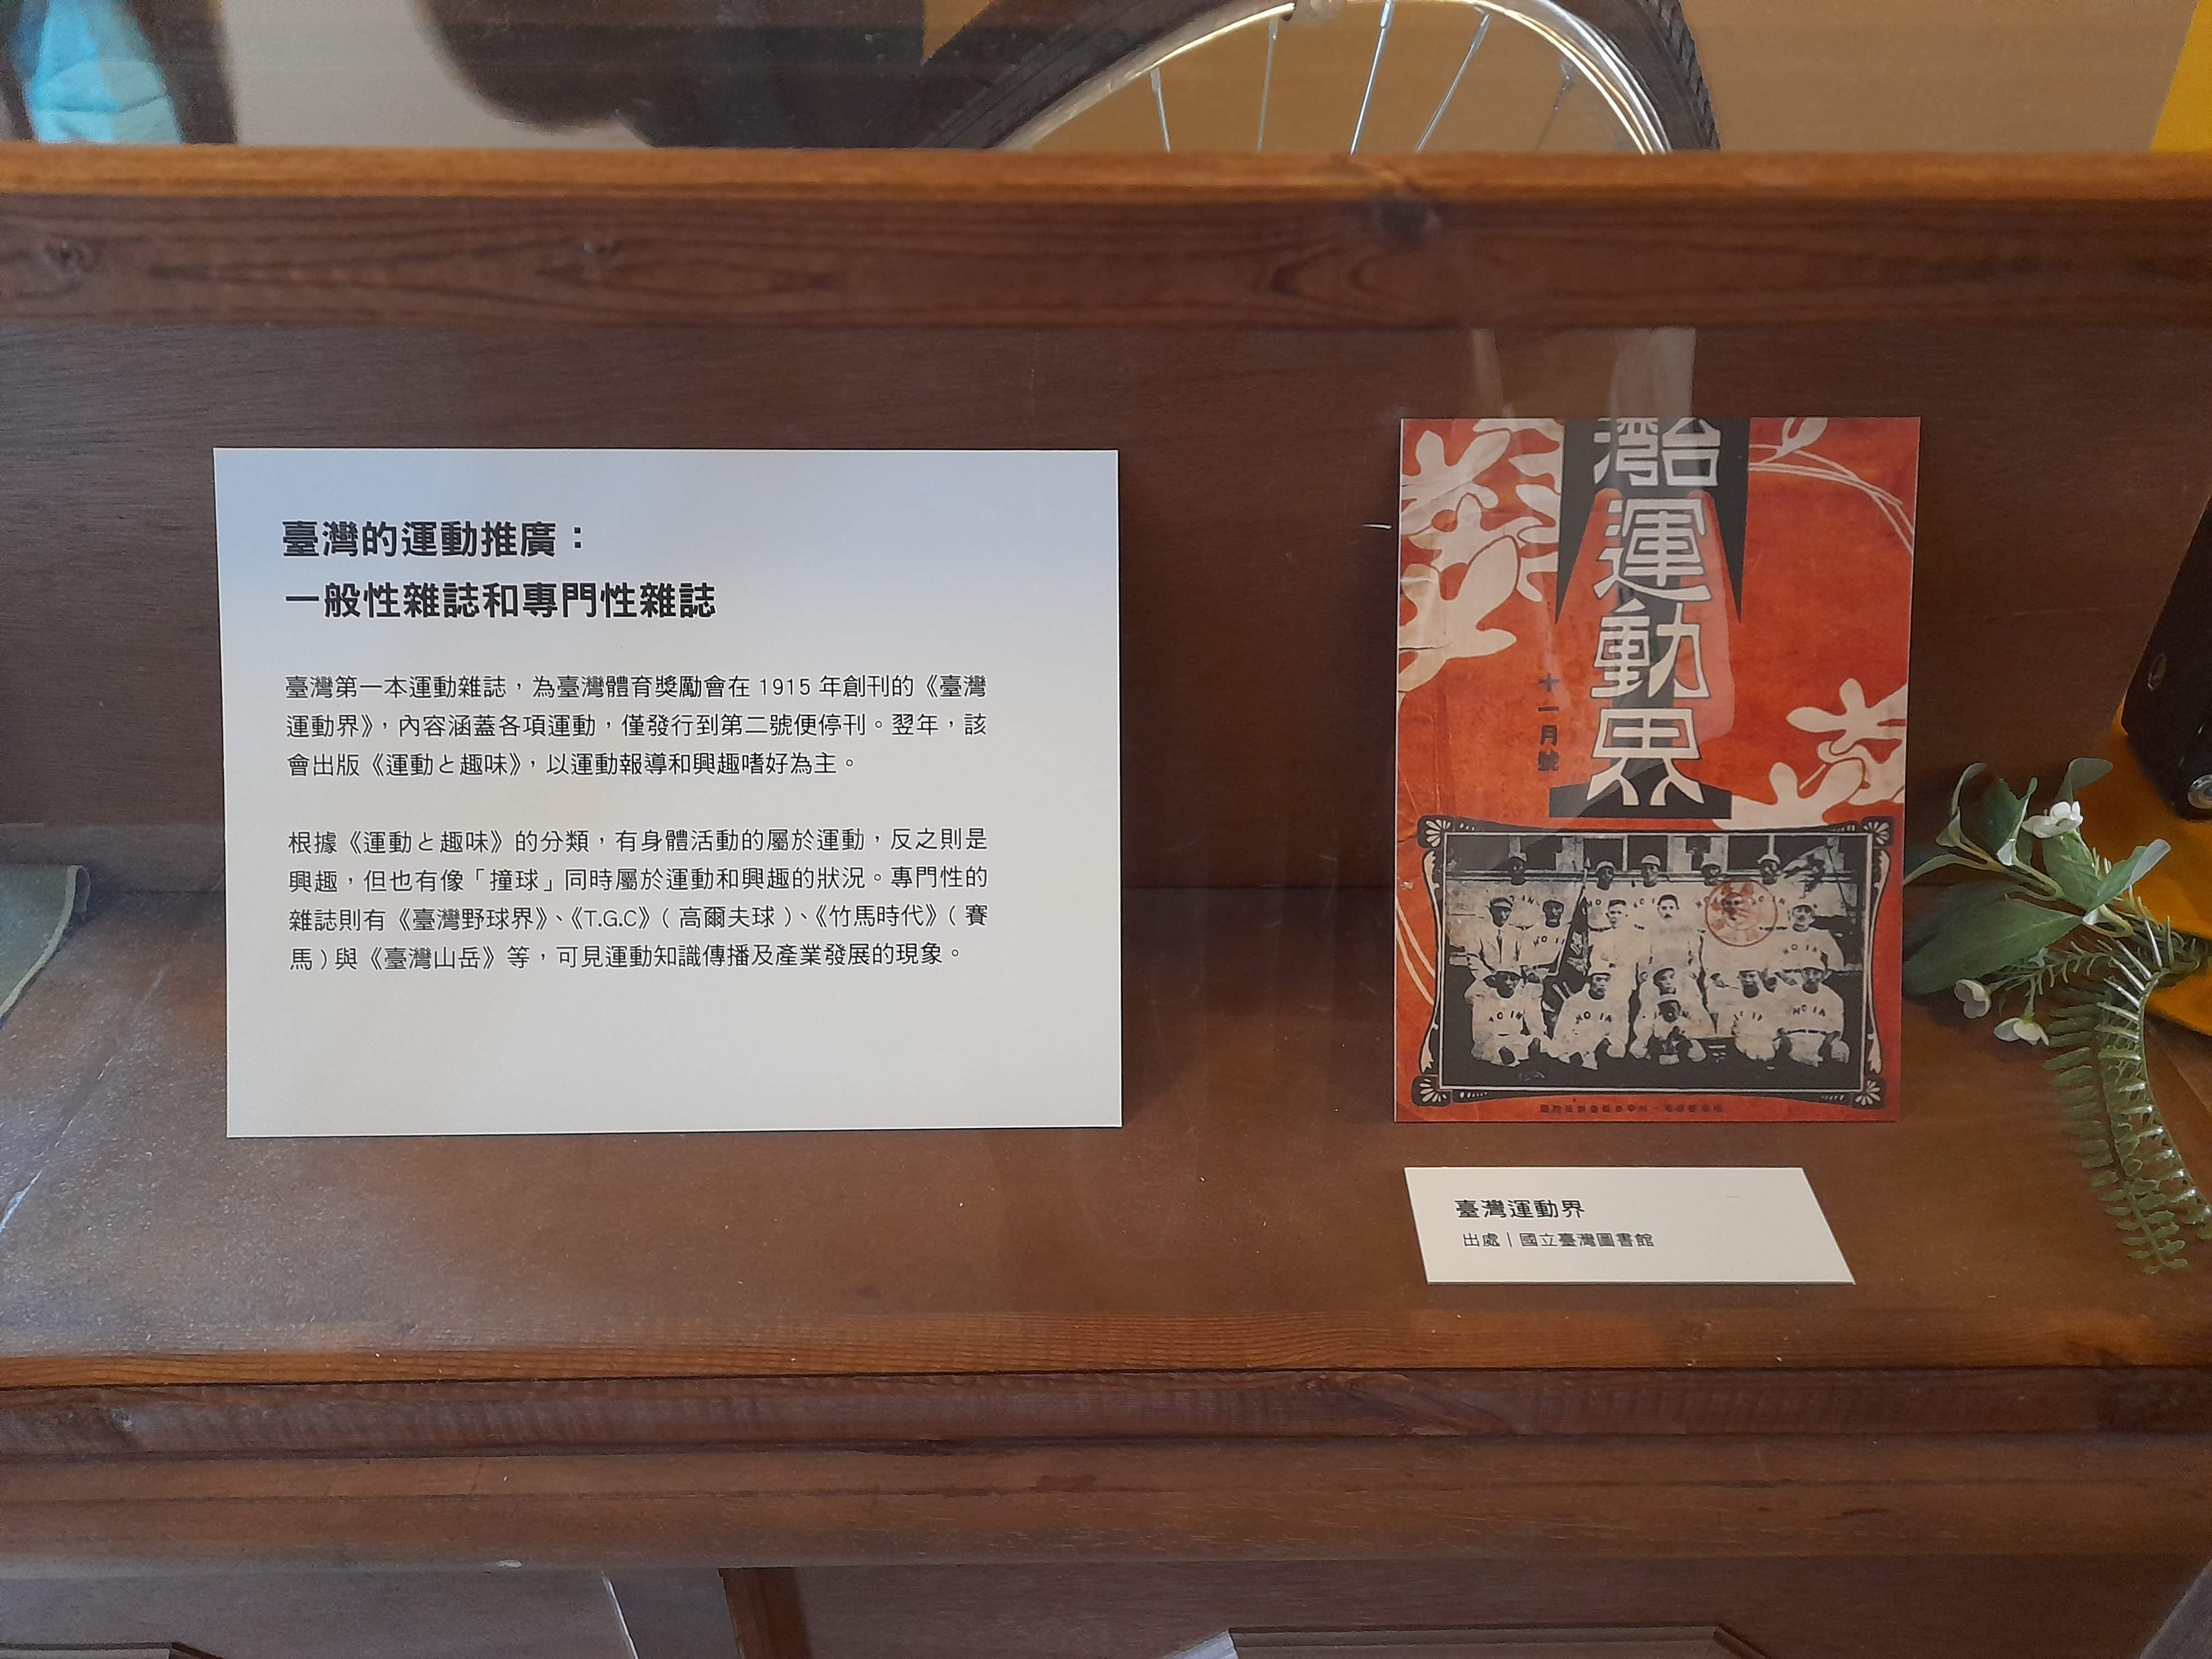 臺灣的運動推廣：
一般性雜誌和專門性雜誌
臺灣第一本運動雜誌，為臺灣體育獎勵會在 1915 年創刊的《臺灣
運動界》，內容涵蓋各項運動，僅發行到第二號便停刊。翌年，該
會出版《運動と趣味》，以運動報導和興趣嗜好為主。
根據《運動と趣味》的分類，有身體活動的屬於運動，反之則是
興趣，但也有像「撞球」同時屬於運動和興趣的狀況。專門性的
雜誌則有《臺灣野球界》、《T.G.C》( 高爾夫球 )、《竹馬時代》( 賽
馬 ) 與《臺灣山岳》等，可見運動知識傳播及產業發展的現象。
台灣
運動界
十一月號
臺灣運動界
出處｜國立臺灣圖書館